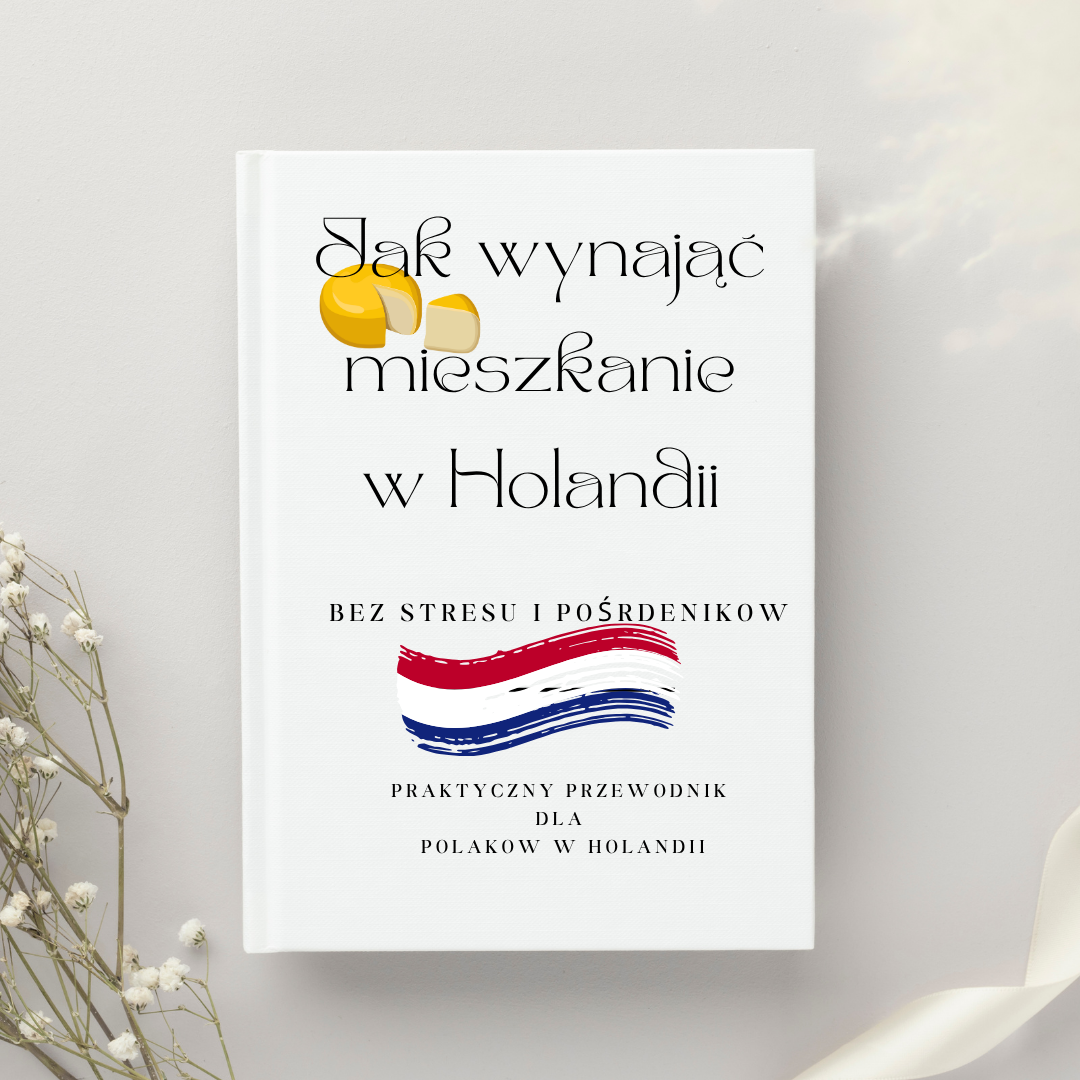 Jak wynająć
mieszkanie
w Holandii
BEZ STRESU I POŚRDENIKOW
PRAKTYCZNY PRZEWODNIK
DLA
POLAKOW W HOLANDII